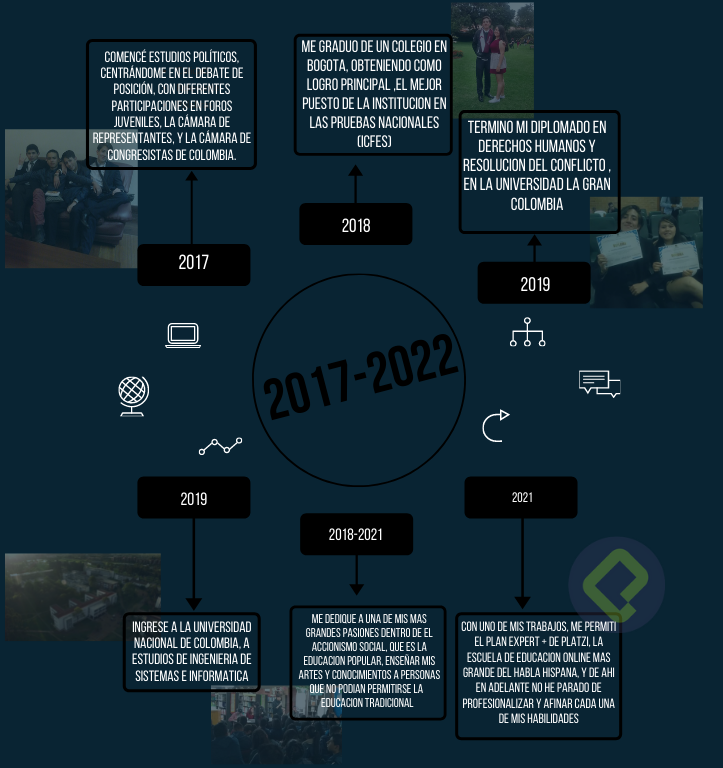 COMENCÉ ESTUDIOS POLÍTICOS,
CENTRÁNDOME EN EL DEBATE DE
POSICIÓN, CON DIFERENTES
PARTICIPACIONES EN FOROS
JUVENILES, LA CÁMARA DE
REPRESENTANTES, Y LA CÁMARA DE
CONGRESISTAS DE COLOMBIA.
2017
ME GRADUO DE UN COLEGIO EN
BOGOTA, OBTENIENDO COMO
LOGRO PRINCIPAL ,EL MEJOR
PUESTO DE LA INSTITUCION EN
LAS PRUEBAS NACIONALES
(ICFES)
2018
TERMINO MI DIPLOMADO EN
DERECHOS HUMANOS Y
RESOLUCION DEL CONFLICTO ,
EN LA UNIVERSIDAD LA GRAN
COLOMBIA
2019
2017-2022
2019
INGRESE A LA UNIVERSIDAD
NACIONAL DE COLOMBIA, A
ESTUDIOS DE INGENIERIA DE
SISTEMAS E INFORMATICA
2018-2021
ME DEDIQUE A UNA DE MIS MAS
GRANDES PASIONES DENTRO DE EL
ACCIONISMO SOCIAL, QUE ES LA
EDUCACION POPULAR, ENSEÑAR MIS
ARTES Y CONOCIMIENTOS A PERSONAS
QUE NO PODIAN PERMITIRSE LA
EDUCACION TRADICIONAL
2021
CON UNO DE MIS TRABAJOS, ME PERMITI
EL PLAN EXPERT + DE PLATZI, LA
ESCUELA DE EDUCACION ONLINE MAS
GRANDE DEL HABLA HISPANA, Y DE AHI
EN ADELANTE NO HE PARADO DE
PROFESIONALIZAR Y AFINAR CADA UNA
DE MIS HABILIDADES